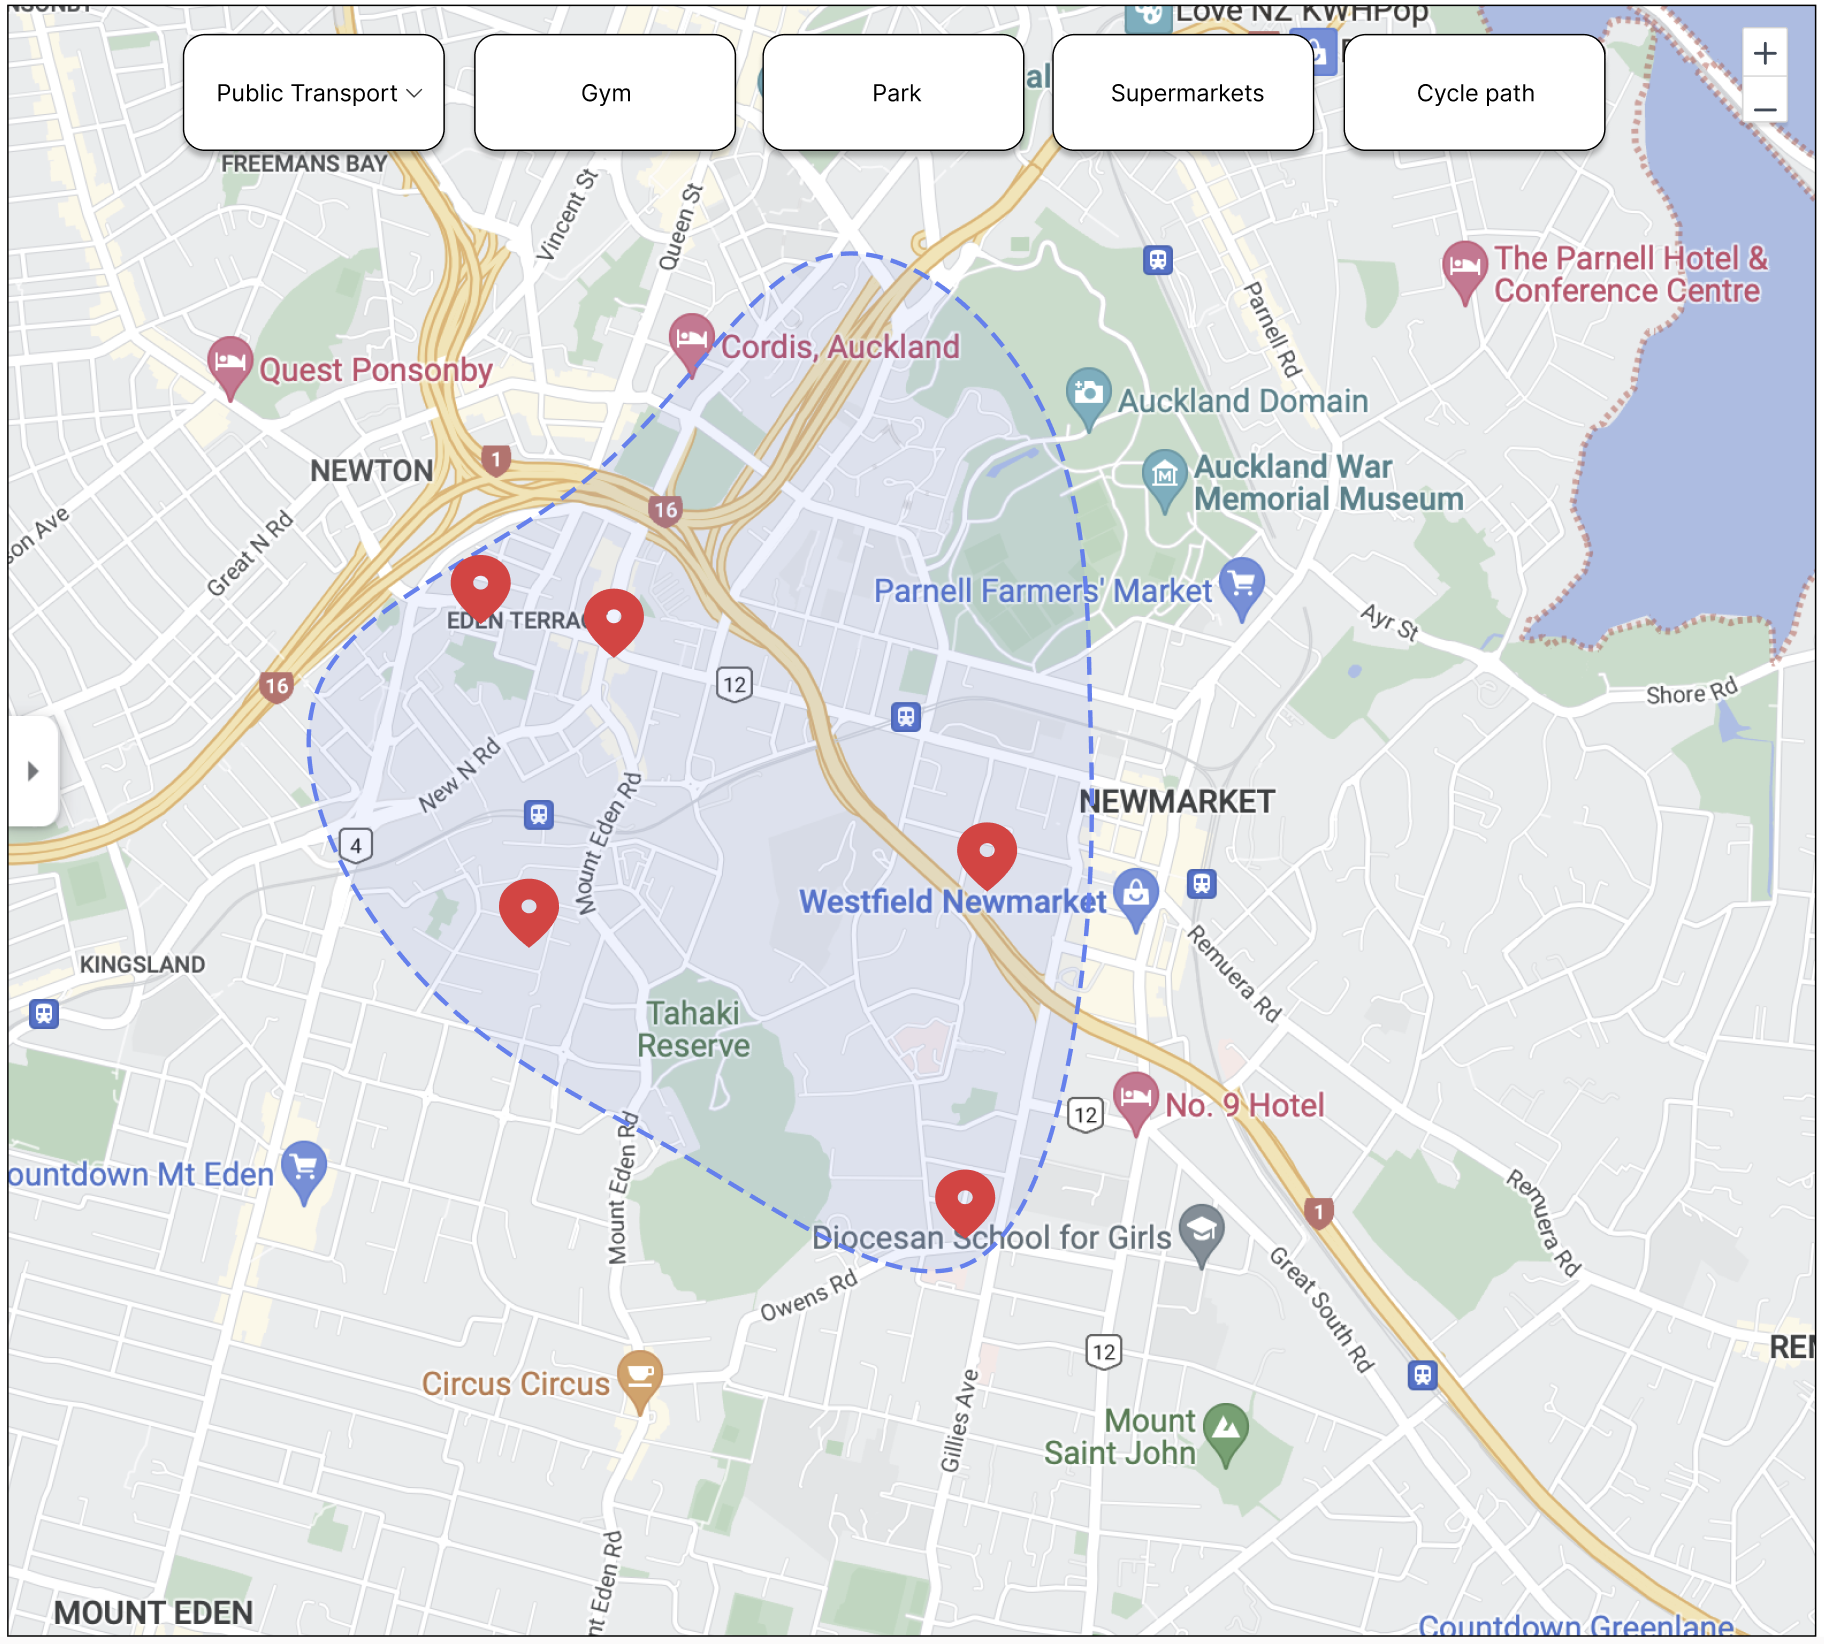 Love NZ KWHPop
Public Transport
Gym
Park
al
Supermarkets
Cycle path
+
−
FREEMANS BAY
Vincent St
Queen St
The Parnell Hotel &
Conference Centre
Parnell Rd
Cordis, Auckland
Quest Ponsonby
Auckland Domain
NEWTON
1
Auckland War
Memorial Museum
16
son Ave
Great N Rd
EDEN TERRAC
Parnell Farmers' Market
Ayr St
16
12
Shore Rd
New N Rd
Mount Eden Rd
NEWMARKET
4
Westfield Newmarket
KINGSLAND
Remuera Rd
Tahaki
Reserve
12
No. 9 Hotel
Mount Eden Rd
ountdown Mt Eden
Remuera Rd
1
Diocesan School for Girls
Owens Rd
Great South Rd
12
REM
Circus Circus
Gillies Ave
Mount
Saint John
nt Eden Rd
MOUNT EDEN
Countdown Greenlane